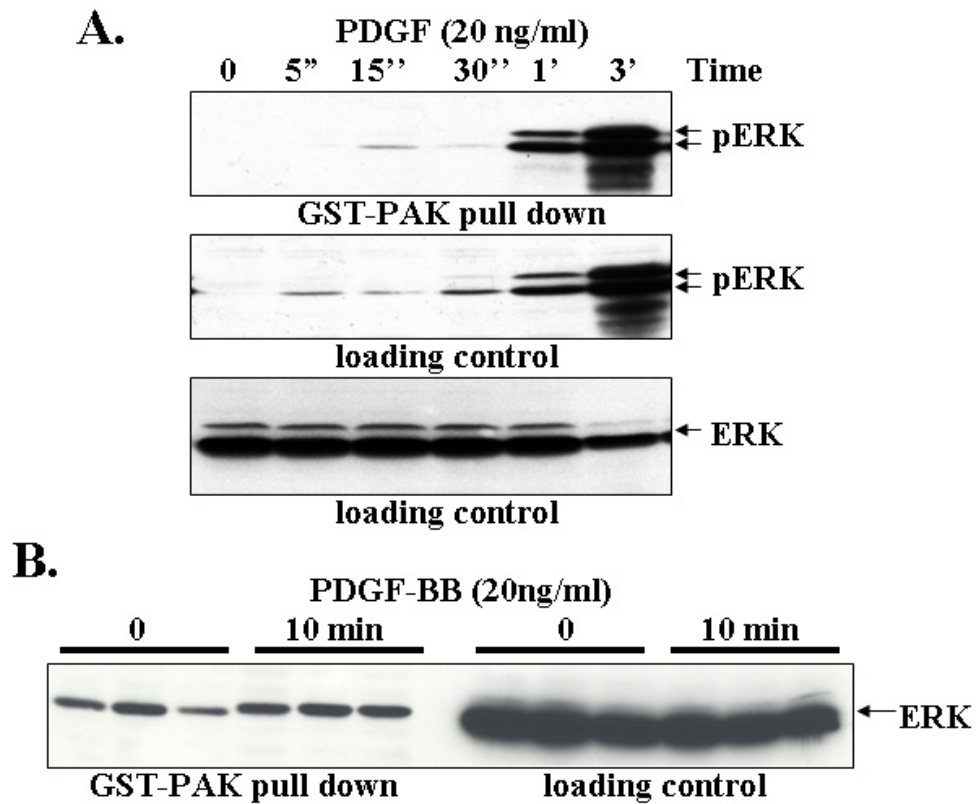 A.
PDGF (20 ng/ml)
0 5” 15’’ 30’’ 1’ 3’ Time
pERK
GST-PAK pull down
pERK
loading control
ERK
loading control
B.
PDGF-BB (20ng/ml)
0 10 min 0 10 min
ERK
GST-PAK pull down loading control